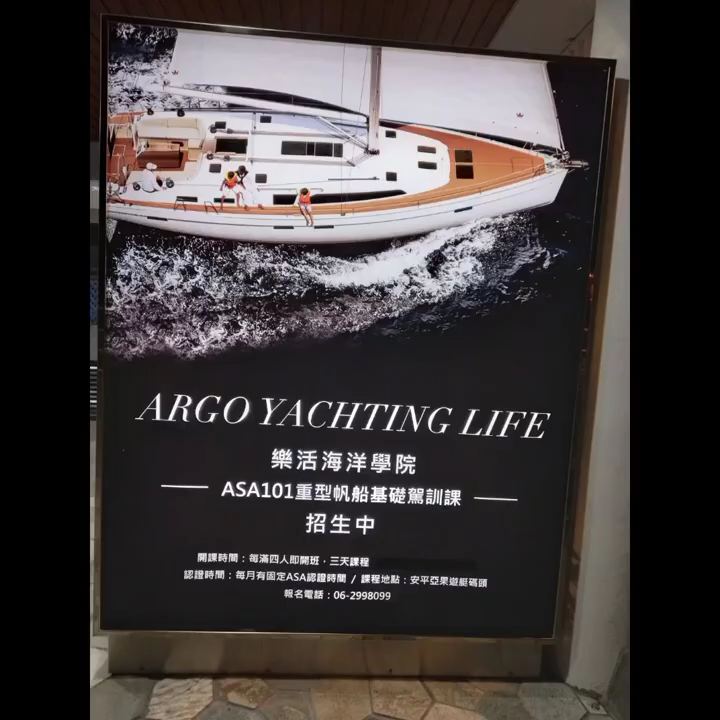 ARGO YACHTING LIFE
樂活海洋學院
ASA101重型帆船基礎駕訓課
招生中
開課時間：每滿四人即開班，三天課程
認證時間：每月有固定ASA認證時間 / 課程地點：安平亞果遊艇碼頭
報名電話：06-2998099